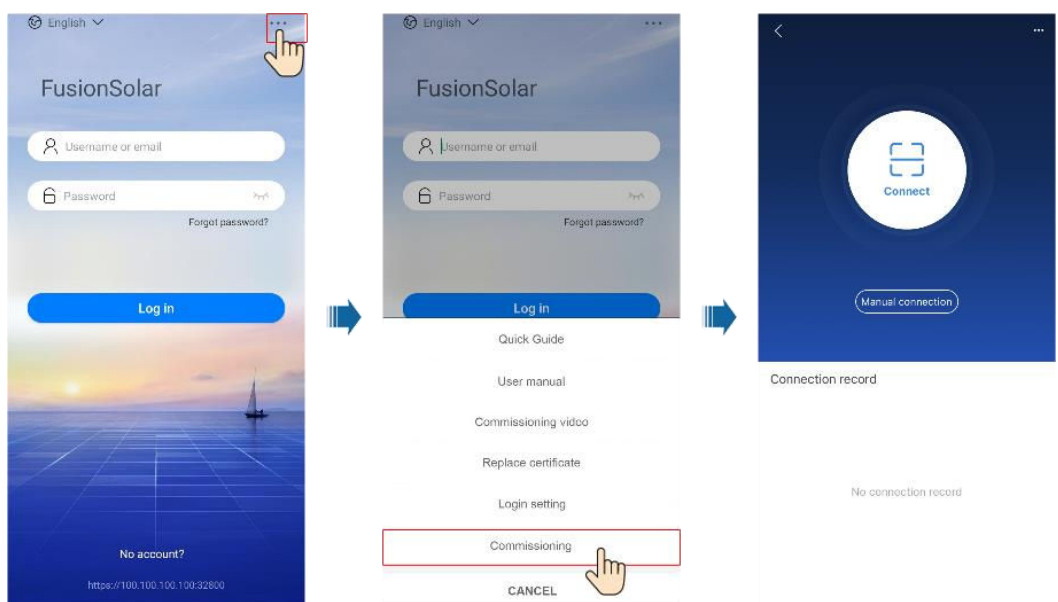 English
...
FusionSolar
Username or email
Password
Forgot password?
Log in
No account?
https://100.100.100.100:32800
English
...
FusionSolar
Username or email
Password
Forgot password?
Log in
Quick Guide
User manual
Commissioning video
Replace certificate
Login setting
Commissioning
CANCEL
...
Connect
Manual connection
Connection record
No connection record